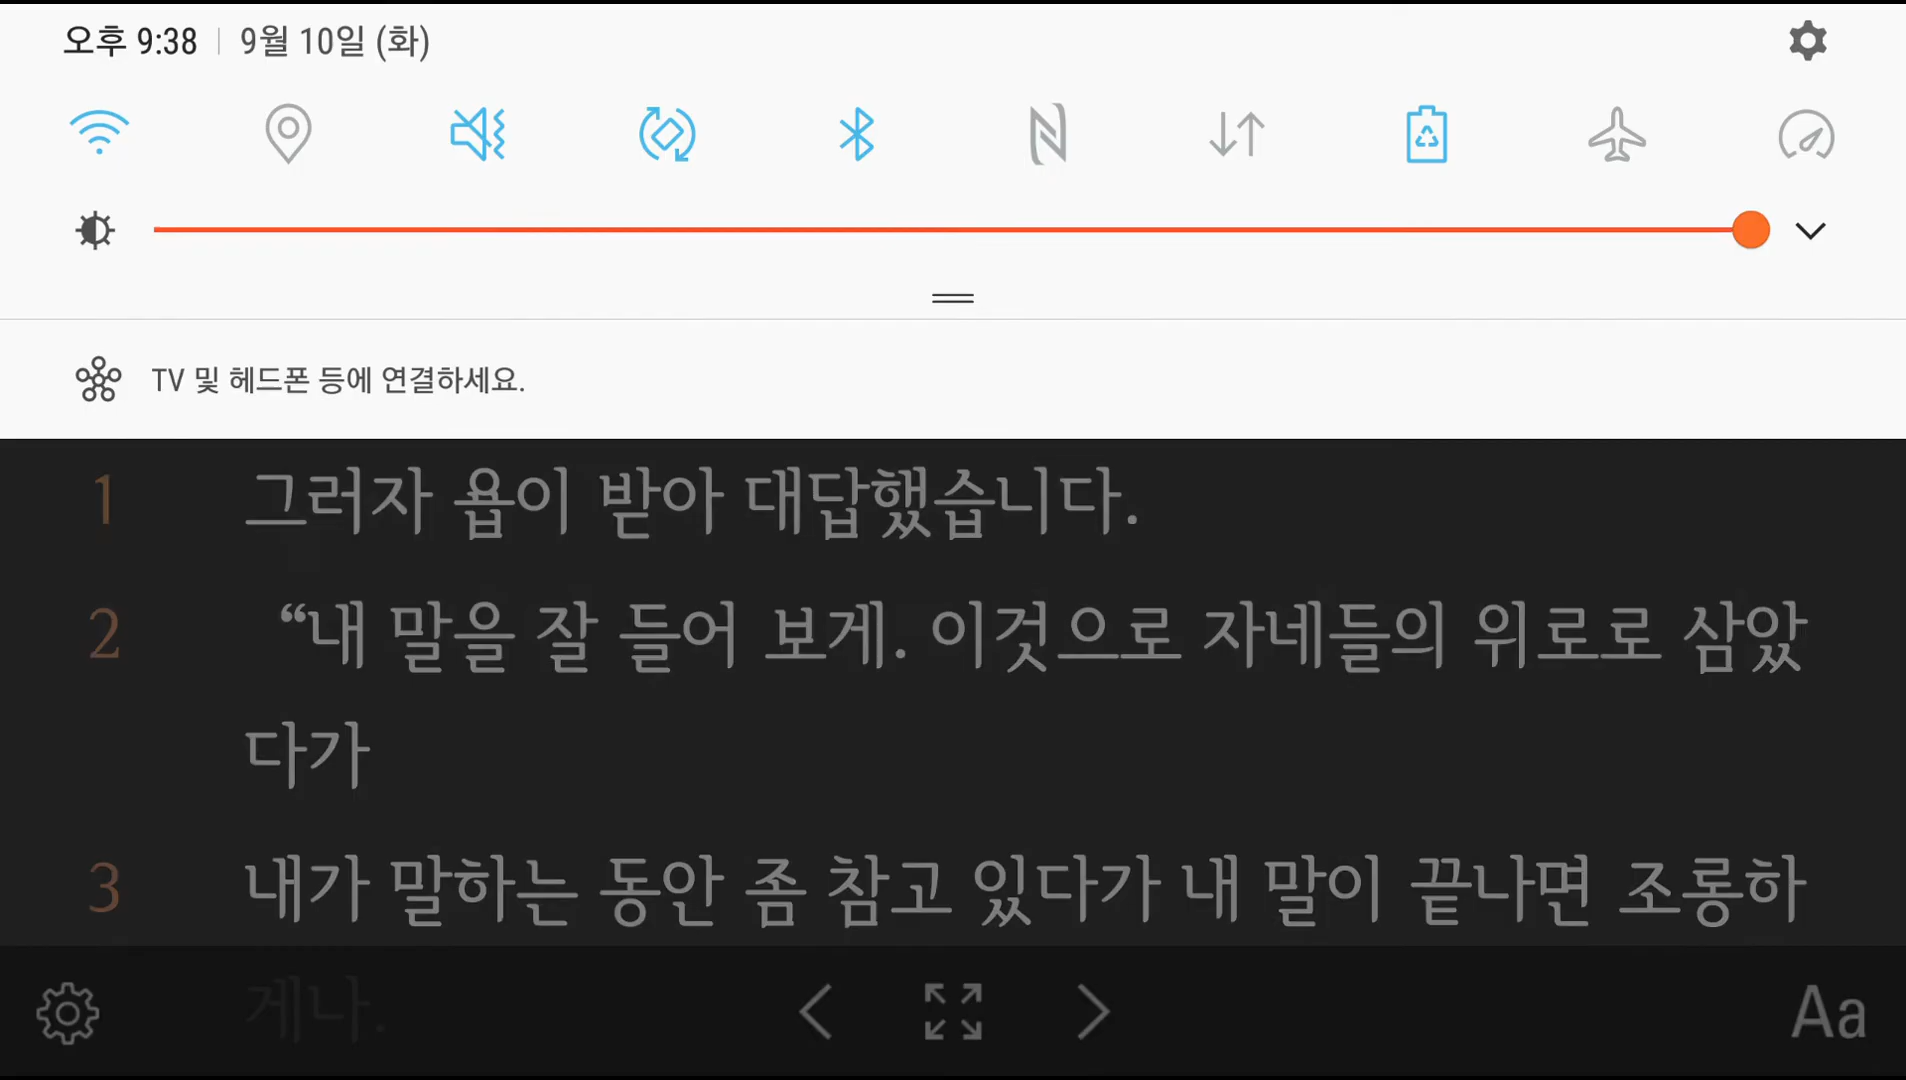 오후 9:38 | 9월 10일 (화)
TV 및 헤드폰 등에 연결하세요.
1 그러자 욥이 받아 대답했습니다.
2 “내 말을 잘 들어 보게. 이것으로 자네들의 위로로 삼았
다가
3 내가 말하는 동안 좀 참고 있다가 내 말이 끝나면 조롱하
게나.
Aa